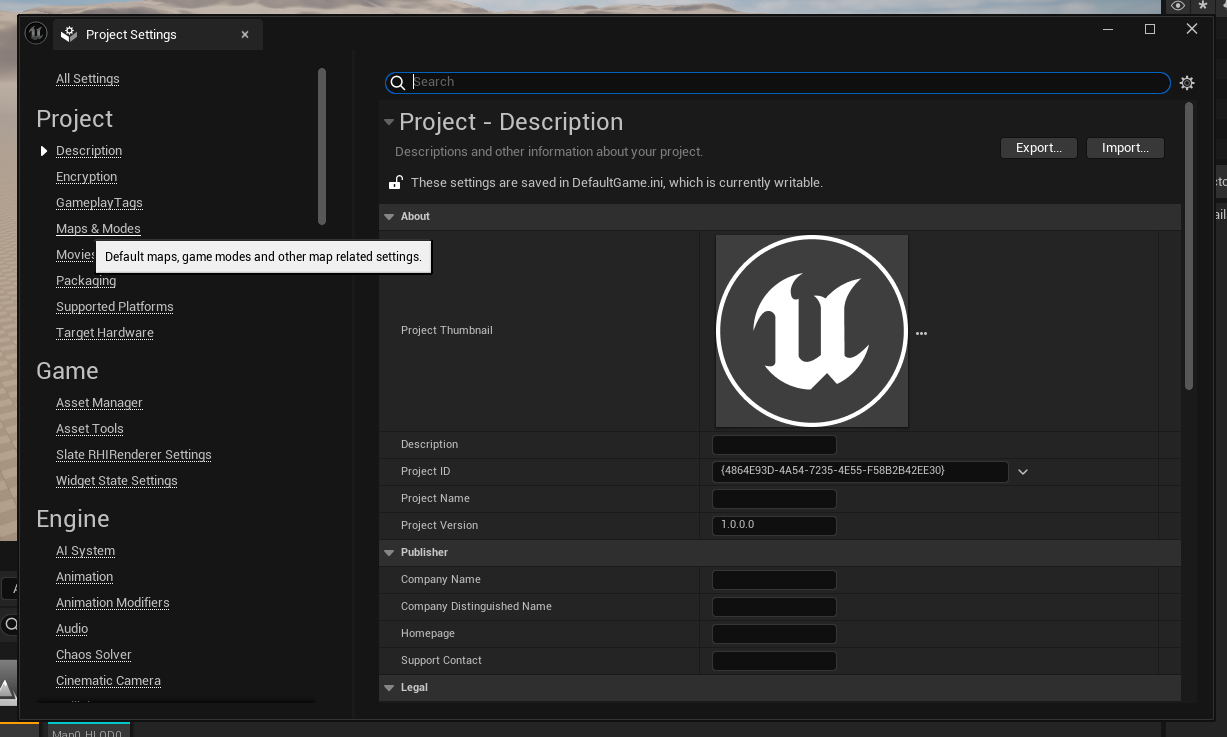 Project Settings
All Settings
Project
Description
Encryption
GameplayTags
Maps & Modes
Movies
Default maps, game modes and other map related settings.
Packaging
Supported Platforms
Target Hardware
Game
Asset Manager
Asset Tools
Slate RHIRenderer Settings
Widget State Settings
Engine
AI System
Animation
Animation Modifiers
Audio
Chaos Solver
Cinematic Camera
Search
Project - Description
Descriptions and other information about your project.
Export...
Import...
These settings are saved in DefaultGame.ini, which is currently writable.
About
Project Thumbnail
...
Description
Project ID {4864E93D-4A54-7235-4E55-F58B2B42EE30}
Project Name
Project Version 1.0.0.0
Publisher
Company Name
Company Distinguished Name
Homepage
Support Contact
Legal
Map0_HLOD0